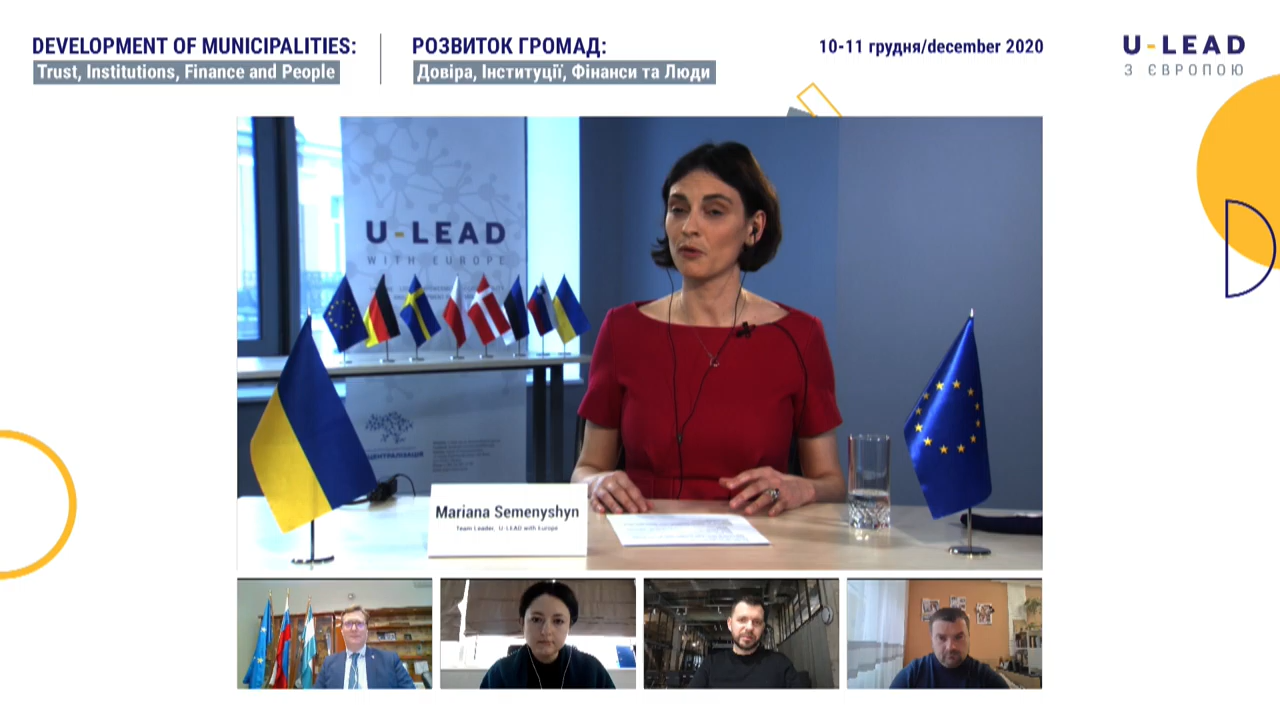 DEVELOPMENT OF MUNICIPALITIES:
Trust, Institutions, Finance and People
РОЗВИТОК ГРОМАД:
Довіра, Інституції, Фінанси та Люди
10-11 грудня/december 2020
U-LEAD
З ЄВРОПОЮ
U-LEAD
WITH EUROPE
Mariana Semenyshyn
Team Leader, U-LEAD with Europe